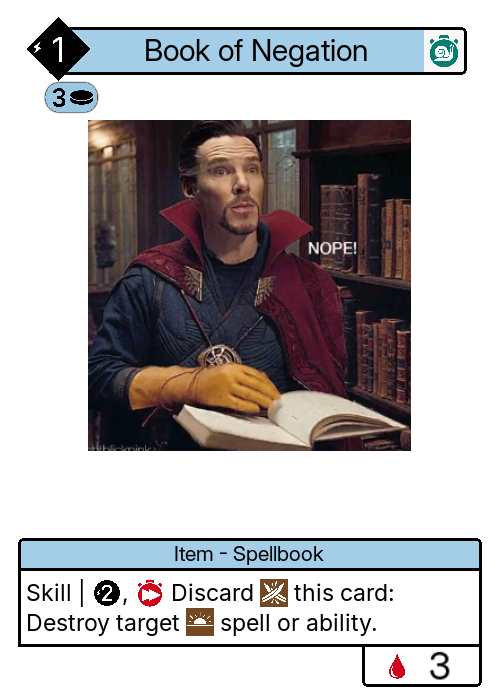 1
Book of Negation
3
NOPE!
Item - Spellbook
Skill | 2, Discard this card:
Destroy target spell or ability.
3